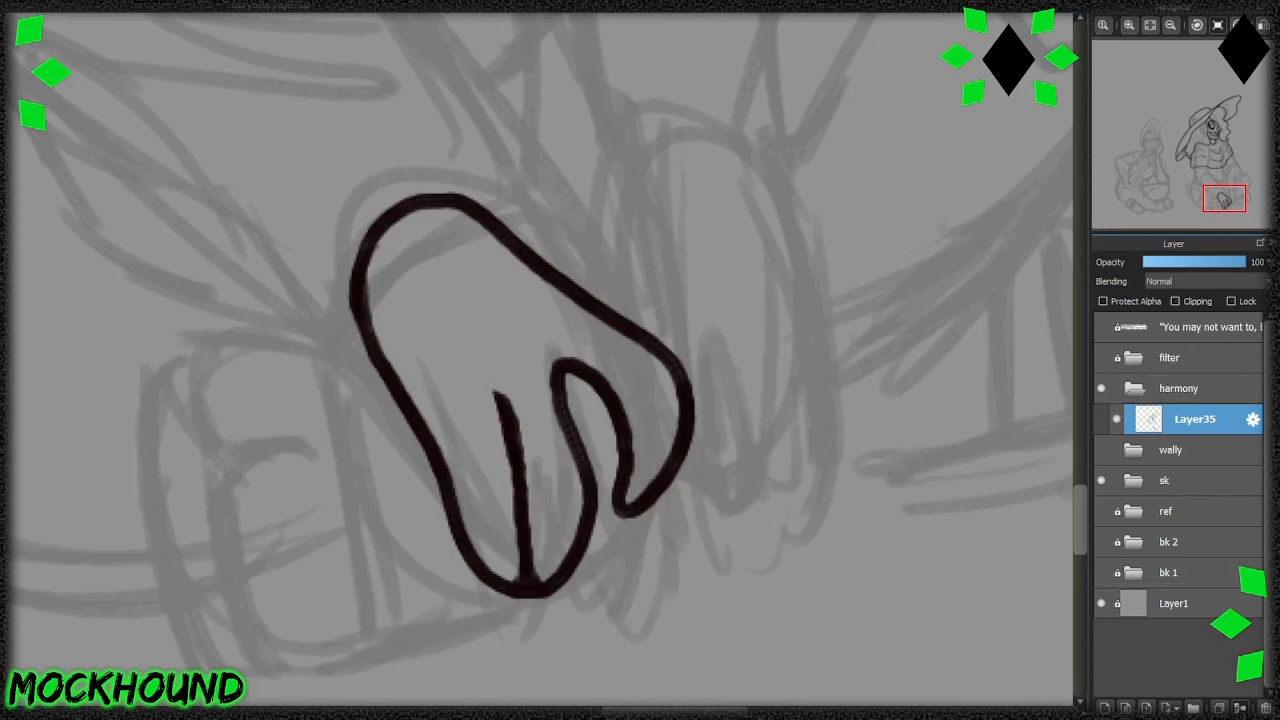 Layer
Opacity 100
Blending Normal
Protect Alpha Clipping Lock
"You may not want to,
filter
harmony
Layer35
wally
sk
ref
bk 2
bk 1
Layer1
MOCKHOUND